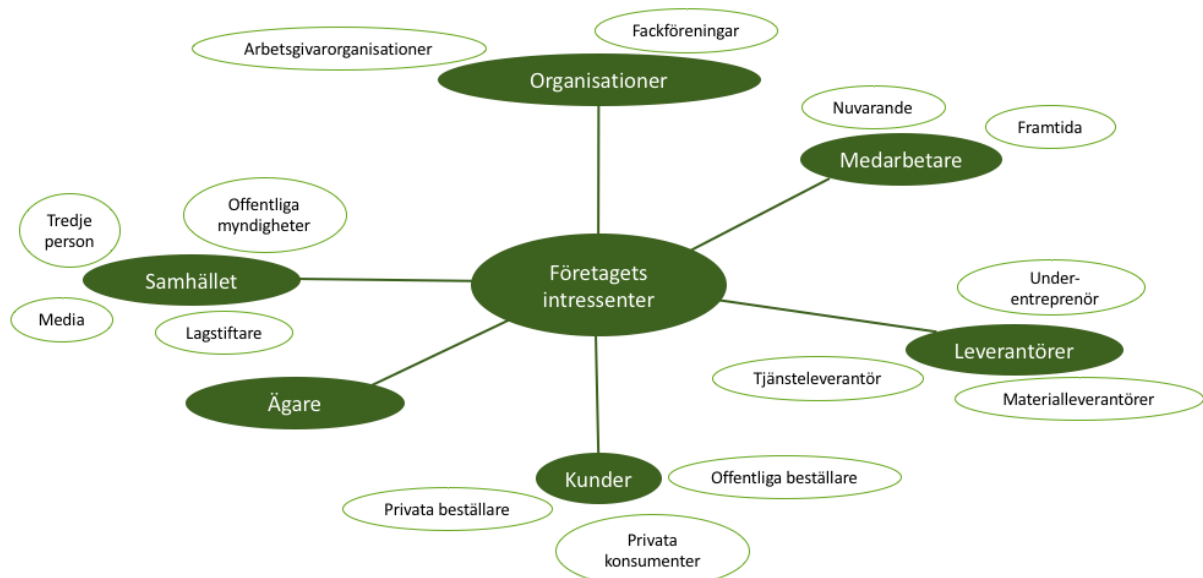 Fackföreningar
Arbetsgivarorganisationer
Organisationer
Nuvarande
Framtida
Medarbetare
Offentliga
myndigheter
Tredje
person
Samhället
Media
Lagstiftare
Företagets
intressenter
Under-
entreprenör
Leverantörer
Tjänsteleverantör
Materialleverantörer
Ägare
Kunder
Offentliga beställare
Privata beställare
Privata
konsumenter